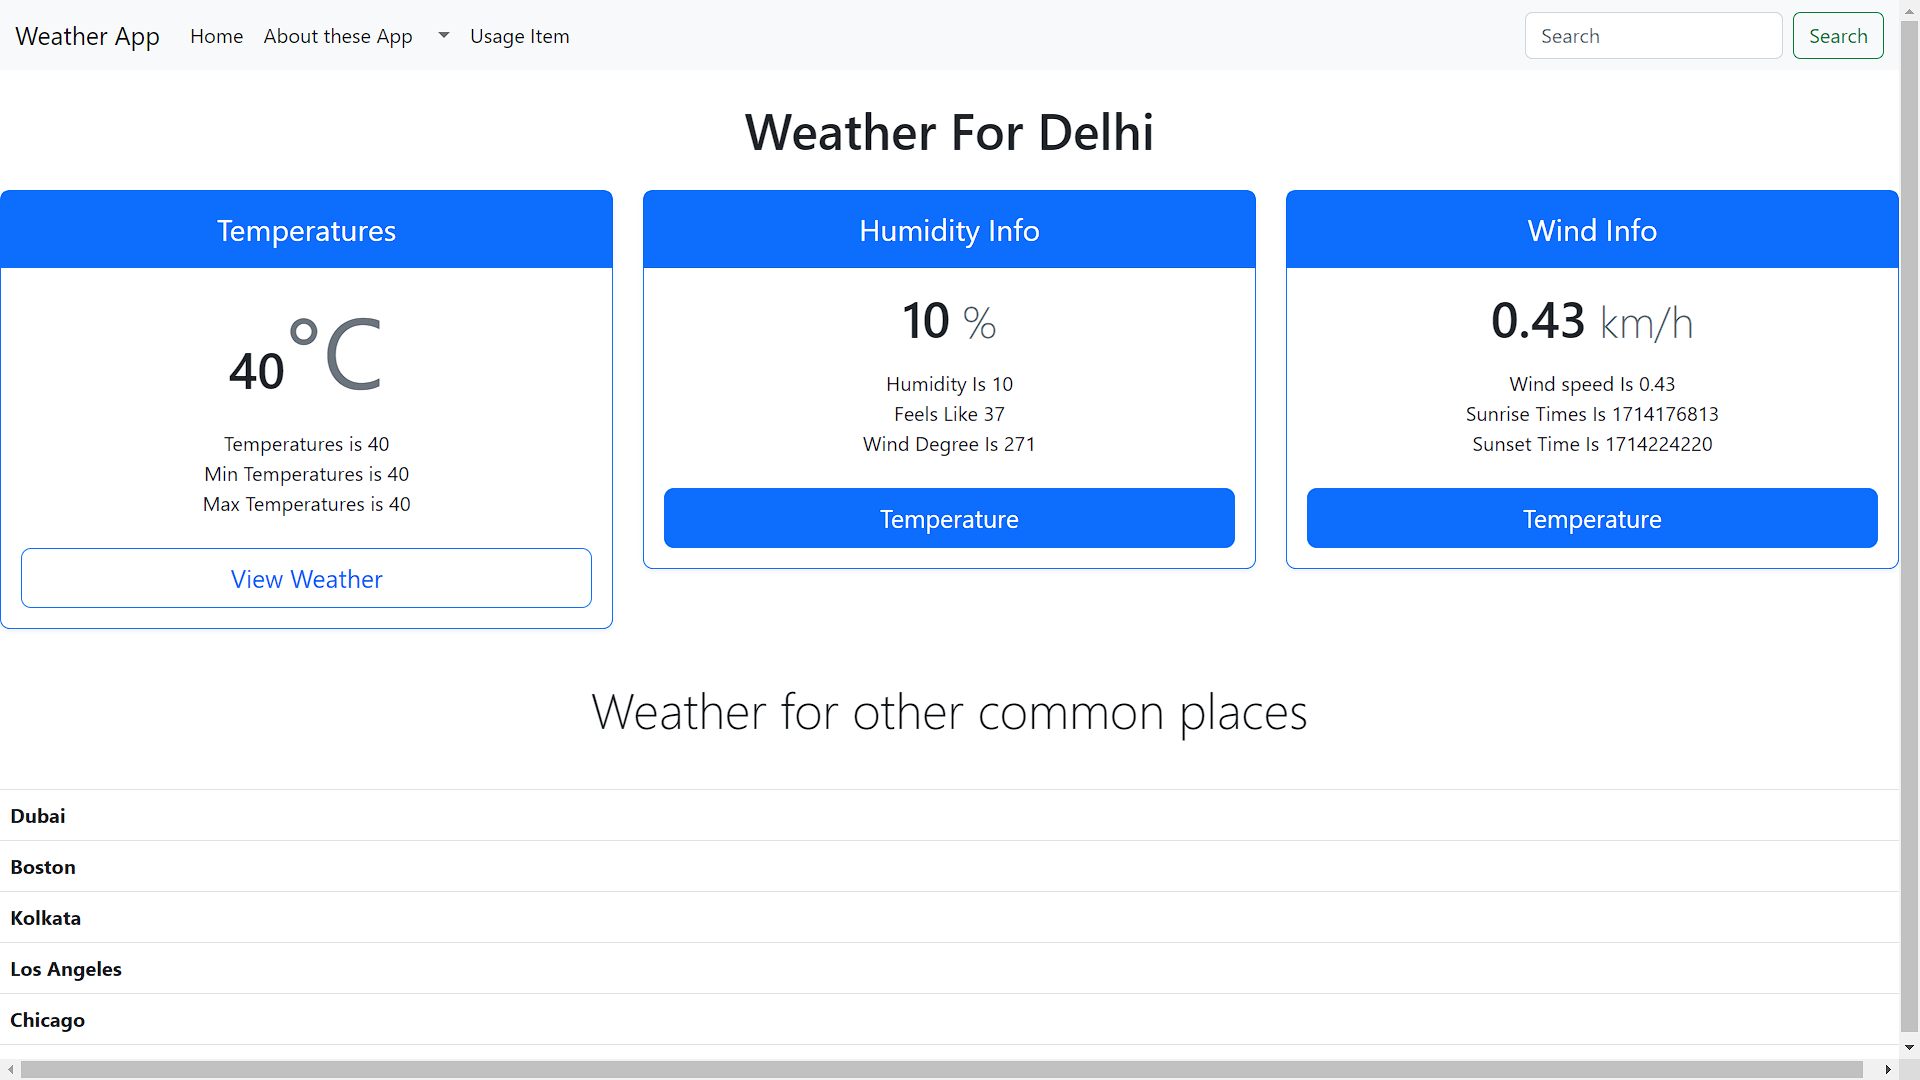 Weather App Home About these App Usage Item Search Search
Weather For Delhi
Temperatures
40°C
Temperatures is 40
Min Temperatures is 40
Max Temperatures is 40
View Weather
Humidity Info
10 %
Humidity Is 10
Feels Like 37
Wind Degree Is 271
Temperature
Wind Info
0.43 km/h
Wind speed Is 0.43
Sunrise Times Is 1714176813
Sunset Time Is 1714224220
Temperature
Weather for other common places
Dubai
Boston
Kolkata
Los Angeles
Chicago